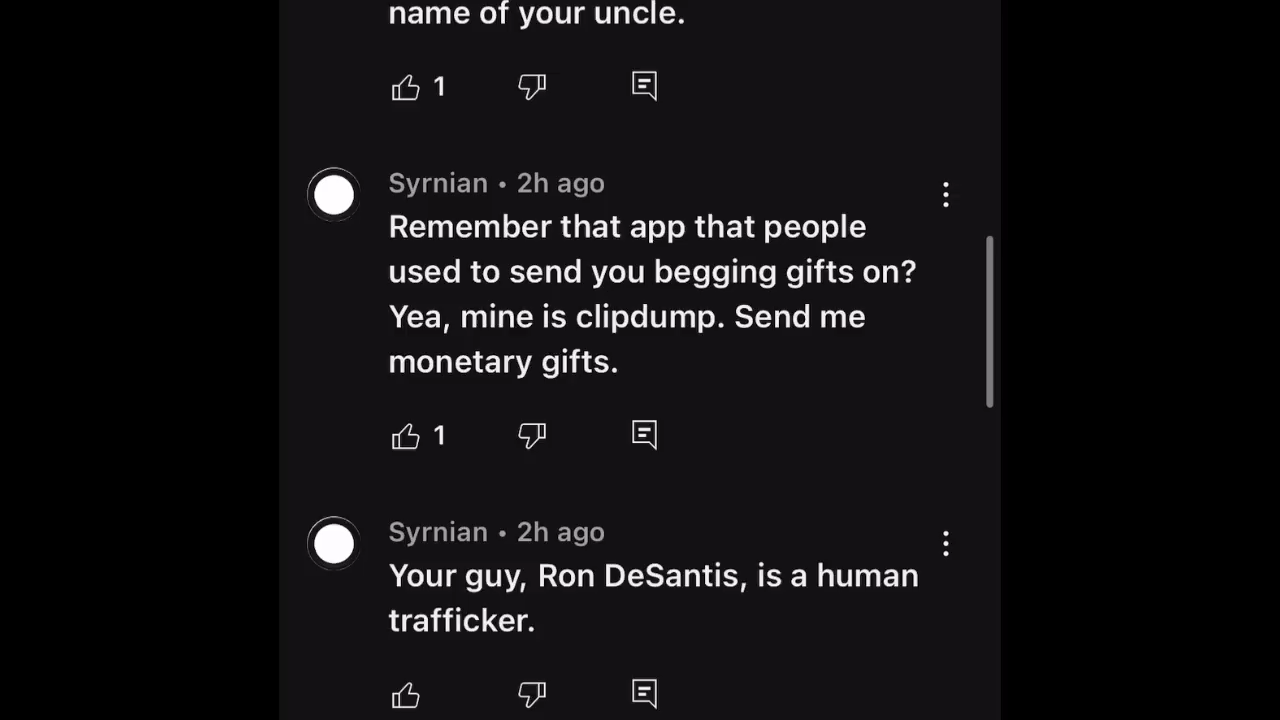 name of your uncle.
1
Syrnian • 2h ago
Remember that app that people
used to send you begging gifts on?
Yea, mine is clipdump. Send me
monetary gifts.
1
Syrnian • 2h ago
Your guy, Ron DeSantis, is a human
trafficker.